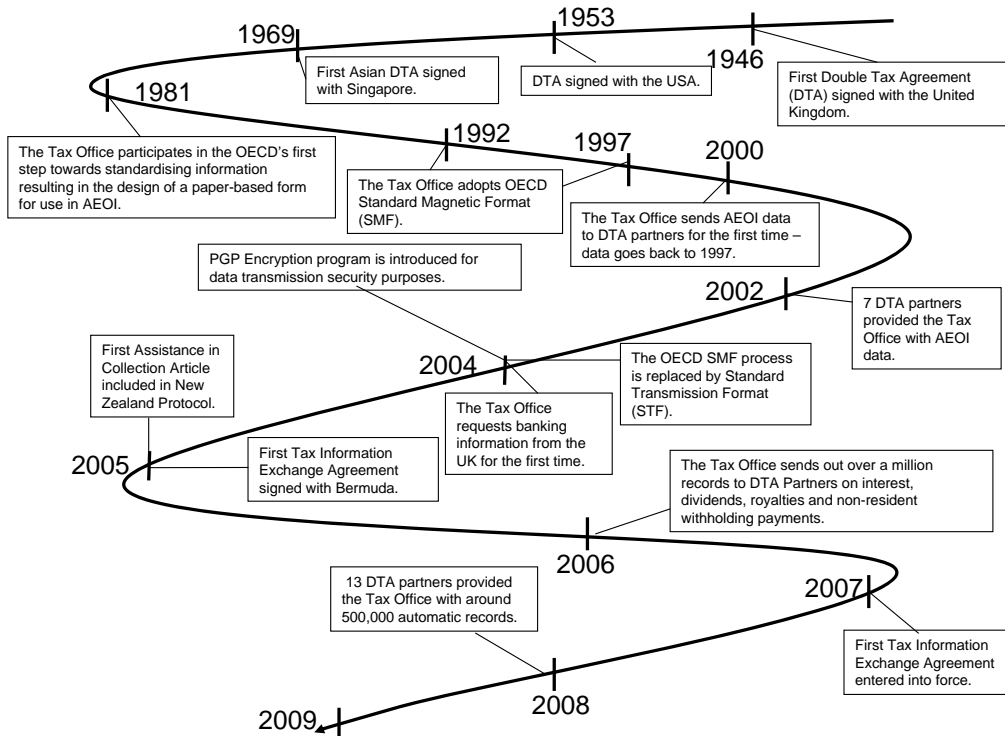 1946
First Double Tax Agreement
(DTA) signed with the United
Kingdom.
1953
DTA signed with the USA.
1969
First Asian DTA signed
with Singapore.
1981
The Tax Office participates in the OECD's first
step towards standardising information
resulting in the design of a paper-based form
for use in AEOI.
1992
1997
The Tax Office adopts OECD
Standard Magnetic Format
(SMF).
2000
The Tax Office sends AEOI data
to DTA partners for the first time –
data goes back to 1997.
2002
7 DTA partners
provided the Tax
Office with AEOI
data.
2004
PGP Encryption program is introduced for
data transmission security purposes.
The OECD SMF process
is replaced by Standard
Transmission Format
(STF).
The Tax Office
requests banking
information from the
UK for the first time.
2005
First Assistance in
Collection Article
included in New
Zealand Protocol.
First Tax Information
Exchange Agreement
signed with Bermuda.
2006
The Tax Office sends out over a million
records to DTA Partners on interest,
dividends, royalties and non-resident
withholding payments.
2007
First Tax Information
Exchange Agreement
entered into force.
2008
13 DTA partners provided
the Tax Office with around
500,000 automatic records.
2009